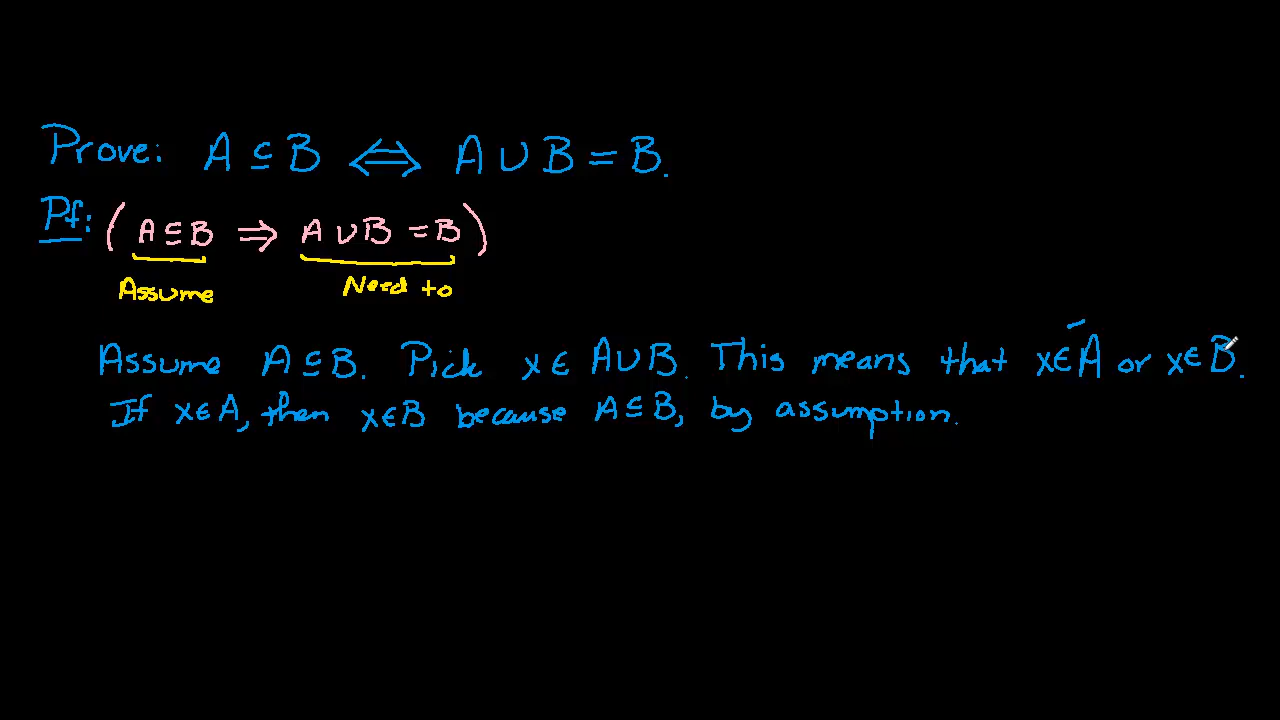 Prove: A ⊆ B ⟺ A ∪ B = B.
Pf: (A ⊆ B ⇒ A ∪ B = B)
Assume Need to
Assume A ⊆ B. Pick x ∈ A ∪ B. This means that x ∈ A or x ∈ B.
If x ∈ A, then x ∈ B because A ⊆ B, by assumption.